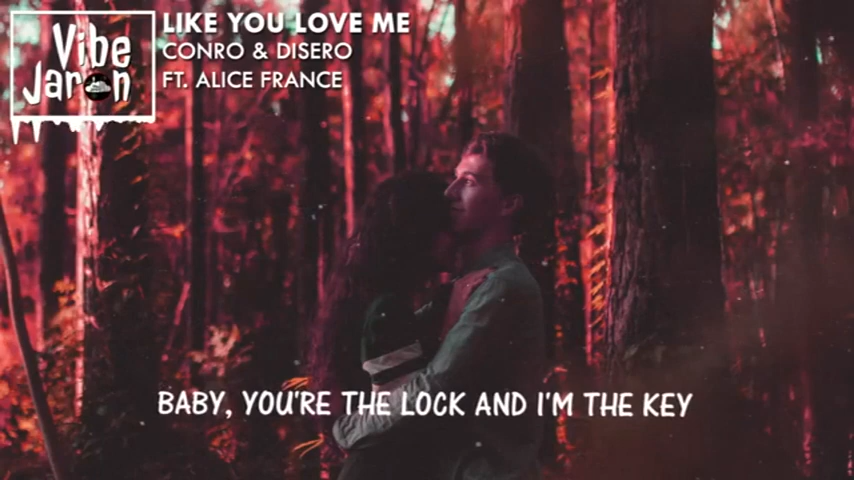 Vibe
Jaron
LIKE YOU LOVE ME
CONRO & DISERO
FT. ALICE FRANCE
BABY, YOU'RE THE LOCK AND I'M THE KEY